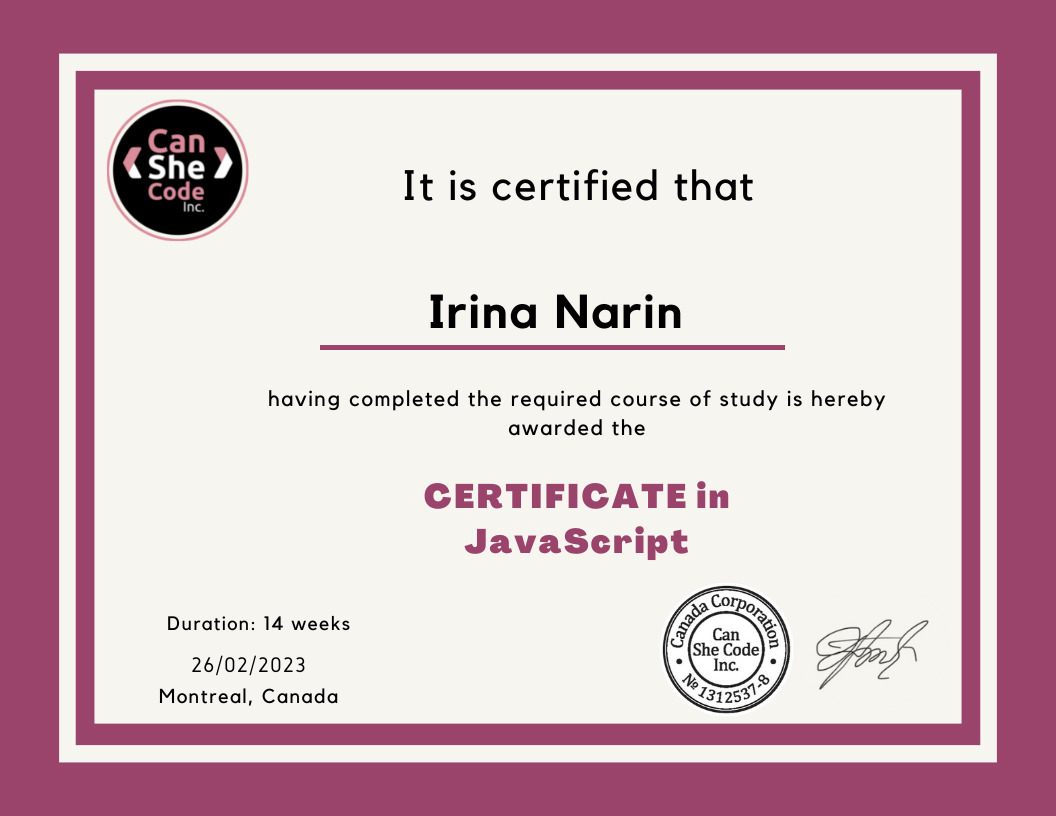 Can
She
Code
Inc.
It is certified that
Irina Narin
having completed the required course of study is hereby
awarded the
CERTIFICATE in
JavaScript
Duration: 14 weeks
26/02/2023
Montreal, Canada
Canada Corporation
Can
She Code
Inc.
№ 1312537-8